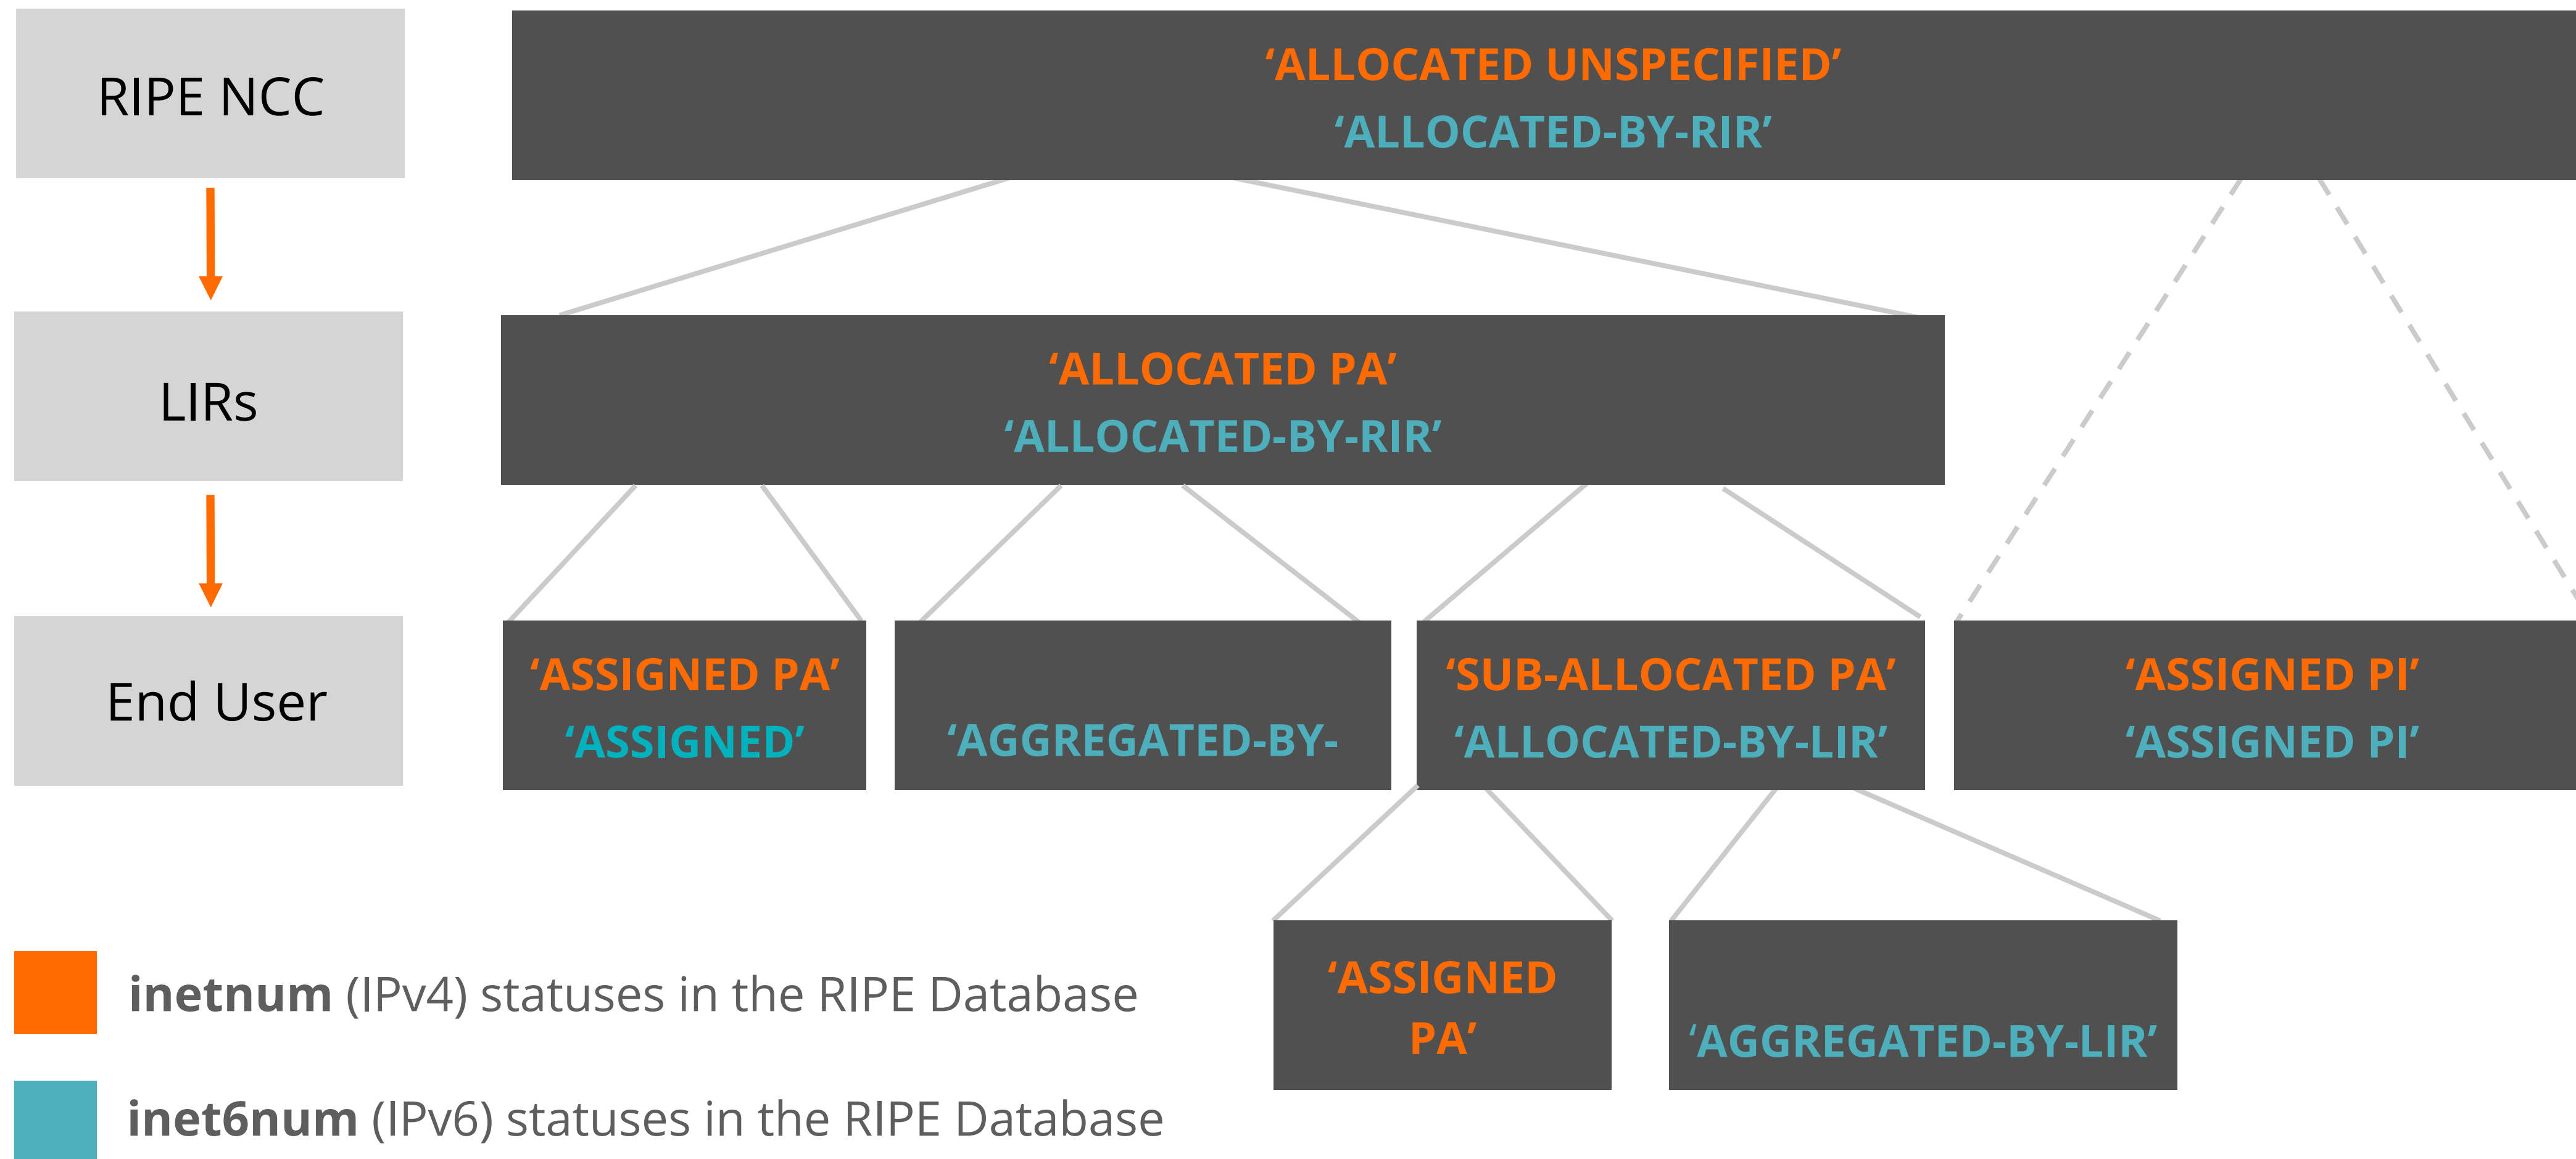 RIPE NCC
‘ALLOCATED UNSPECIFIED’
‘ALLOCATED-BY-RIR’
LIRs
‘ALLOCATED PA’
‘ALLOCATED-BY-RIR’
End User
‘ASSIGNED PA’
‘ASSIGNED’
‘AGGREGATED-BY-
‘SUB-ALLOCATED PA’
‘ALLOCATED-BY-LIR’
‘ASSIGNED PI’
‘ASSIGNED PI’
‘ASSIGNED
PA’
‘AGGREGATED-BY-LIR’
inetnum (IPv4) statuses in the RIPE Database
inet6num (IPv6) statuses in the RIPE Database